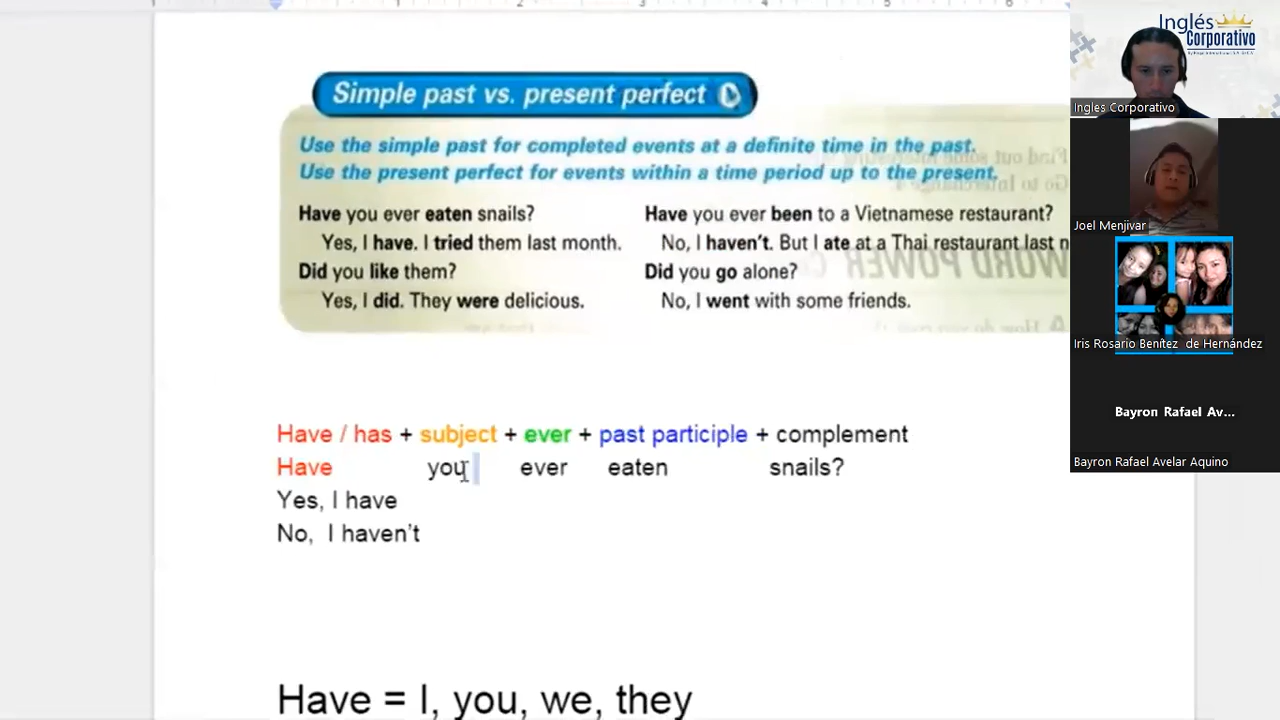 Simple past vs. present perfect
Use the simple past for completed events at a definite time in the past.
Use the present perfect for events within a time period up to the present.
Have you ever eaten snails?
Yes, I have. I tried them last month.
Did you like them?
Yes, I did. They were delicious.
Have you ever been to a Vietnamese restaurant?
No, I haven't. But I ate at a Thai restaurant last n
Did you go alone?
No, I went with some friends.
Have / has + subject + ever + past participle + complement
Have you ever eaten snails?
Yes, I have
No, I haven't
Have = I, you, we, they
Inglés
Corporativo
Ingles Corporativo
Joel Menjivar
Iris Rosario Benítez de Hernández
Bayron Rafael Av...
Bayron Rafael Avelar Aquino